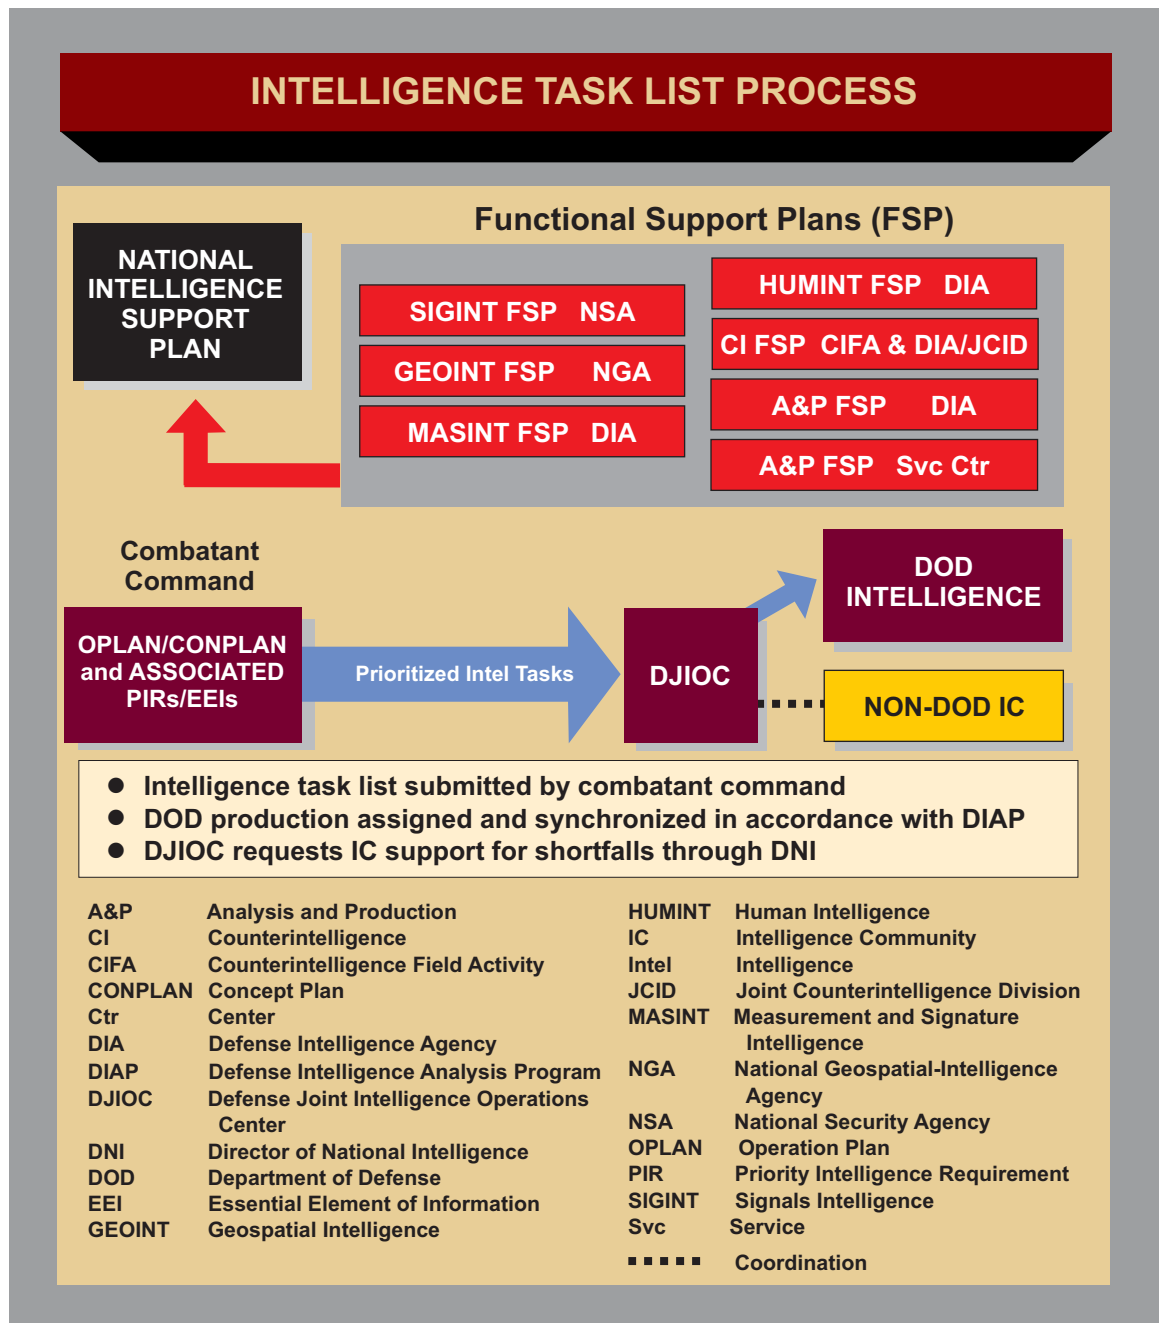 INTELLIGENCE TASK LIST PROCESS
Functional Support Plans (FSP)
NATIONAL
INTELLIGENCE
SUPPORT
PLAN
SIGINT FSP NSA
GEOINT FSP NGA
MASINT FSP DIA
HUMINT FSP DIA
CI FSP CIFA & DIA/JCID
A&P FSP DIA
A&P FSP Svc Ctr
Combatant
Command
OPLAN/CONPLAN
and ASSOCIATED
PIRs/EEIs
Prioritized Intel Tasks
DJIOC
DOD
INTELLIGENCE
NON-DOD IC
● Intelligence task list submitted by combatant command
● DOD production assigned and synchronized in accordance with DIAP
● DJIOC requests IC support for shortfalls through DNI
A&P Analysis and Production
CI Counterintelligence
CIFA Counterintelligence Field Activity
CONPLAN Concept Plan
Ctr Center
DIA Defense Intelligence Agency
DIAP Defense Intelligence Analysis Program
DJIOC Defense Joint Intelligence Operations
Center
DNI Director of National Intelligence
DOD Department of Defense
EEI Essential Element of Information
GEOINT Geospatial Intelligence
HUMINT Human Intelligence
IC Intelligence Community
Intel Intelligence
JCID Joint Counterintelligence Division
MASINT Measurement and Signature
Intelligence
NGA National Geospatial-Intelligence
Agency
NSA National Security Agency
OPLAN Operation Plan
PIR Priority Intelligence Requirement
SIGINT Signals Intelligence
Svc Service
Coordination